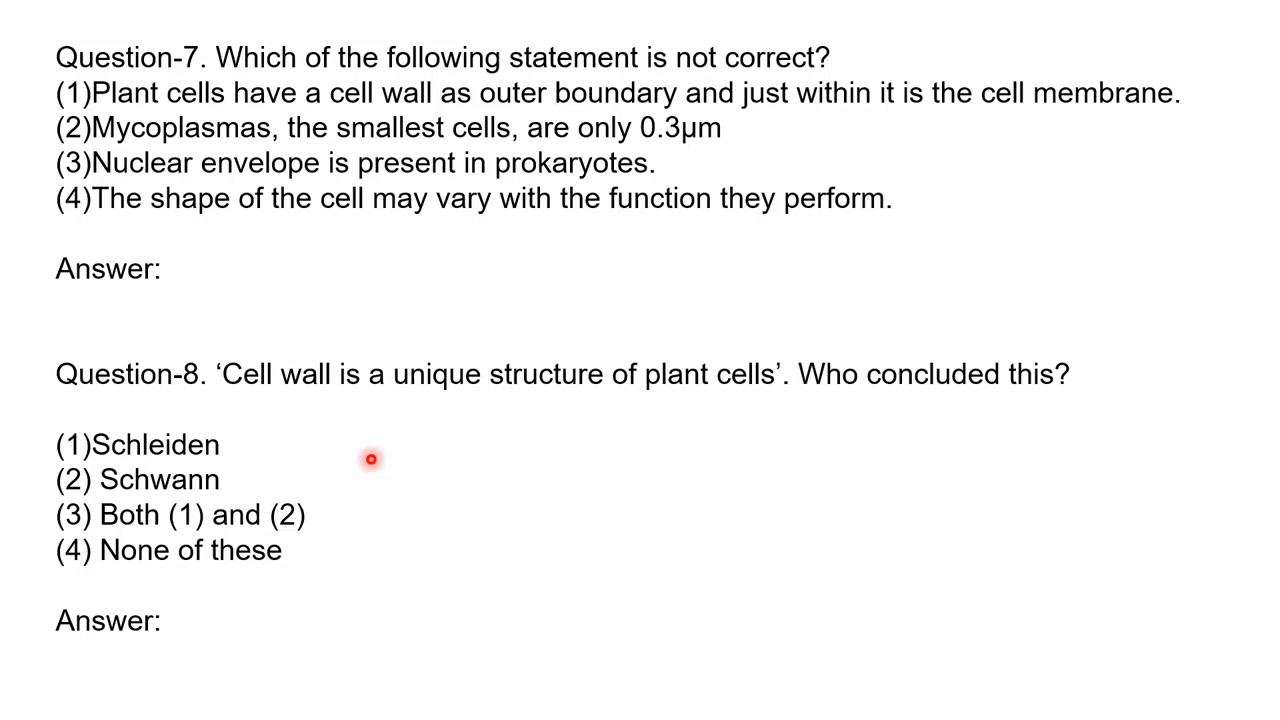 Question-7. Which of the following statement is not correct?
(1)Plant cells have a cell wall as outer boundary and just within it is the cell membrane.
(2)Mycoplasmas, the smallest cells, are only 0.3μm
(3)Nuclear envelope is present in prokaryotes.
(4)The shape of the cell may vary with the function they perform.
Answer:
Question-8. ‘Cell wall is a unique structure of plant cells’. Who concluded this?
(1)Schleiden
(2) Schwann
(3) Both (1) and (2)
(4) None of these
Answer: